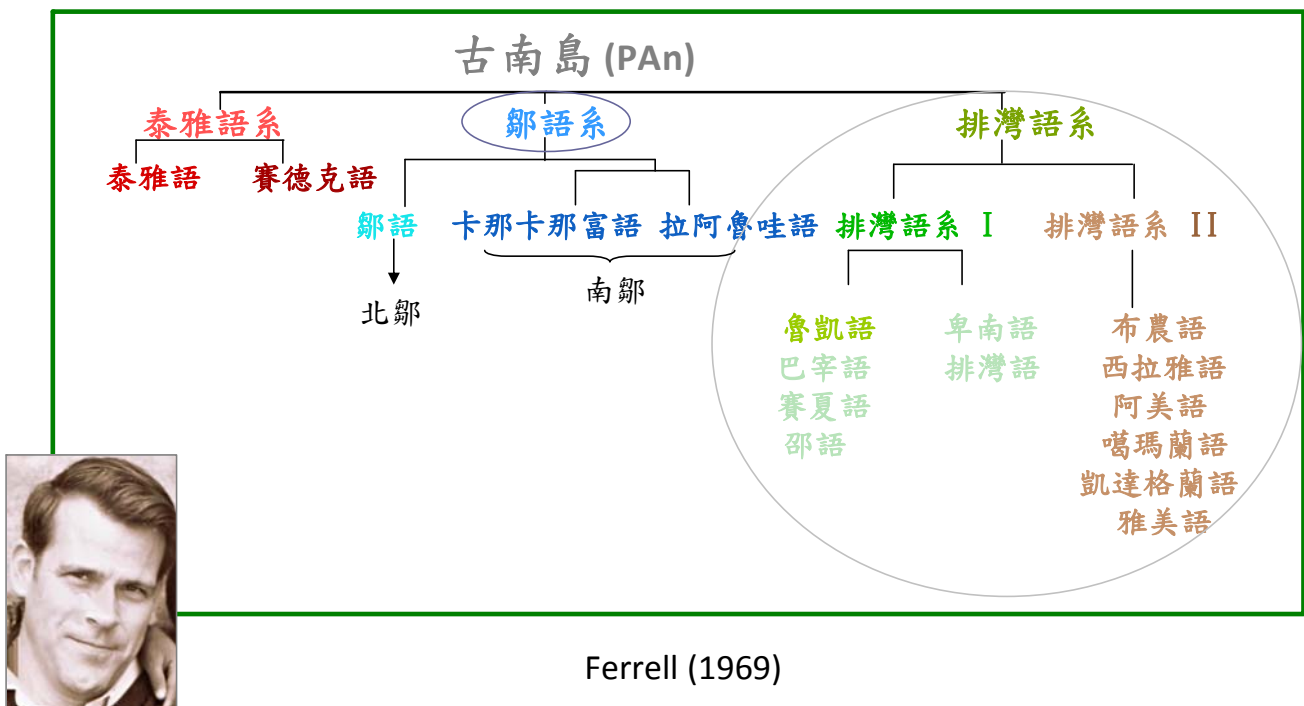 古南島 (PAn)
泰雅語系 鄒語系 排灣語系
泰雅語 賽德克語
鄒語 卡那卡那富語 拉阿魯哇語 排灣語系 I 排灣語系 II
北鄒 南鄒
魯凱語 卑南語 布農語
巴宰語 排灣語 西拉雅語
賽夏語 阿美語
邵語 噶瑪蘭語
凱達格蘭語
雅美語
Ferrell (1969)